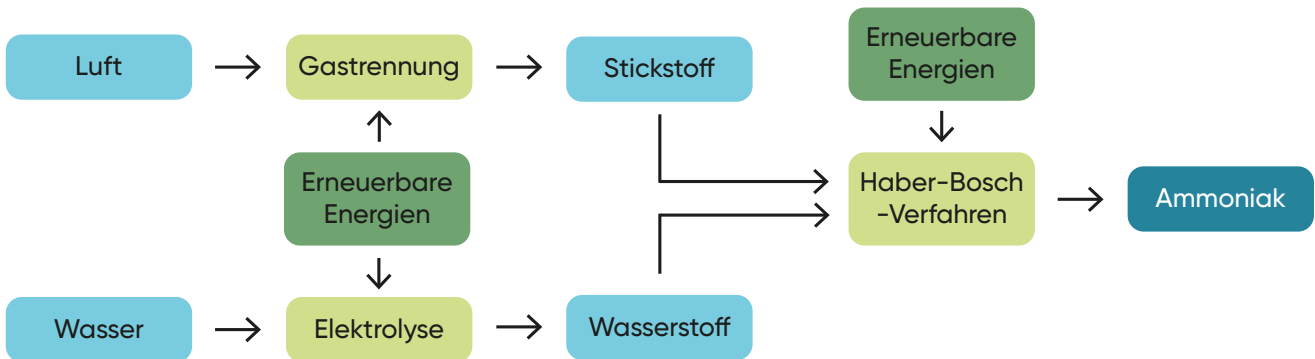 Luft
Gastrennung
Stickstoff
Erneuerbare
Energien
Erneuerbare
Energien
Haber-Bosch
-Verfahren
Ammoniak
Wasser
Elektrolyse
Wasserstoff